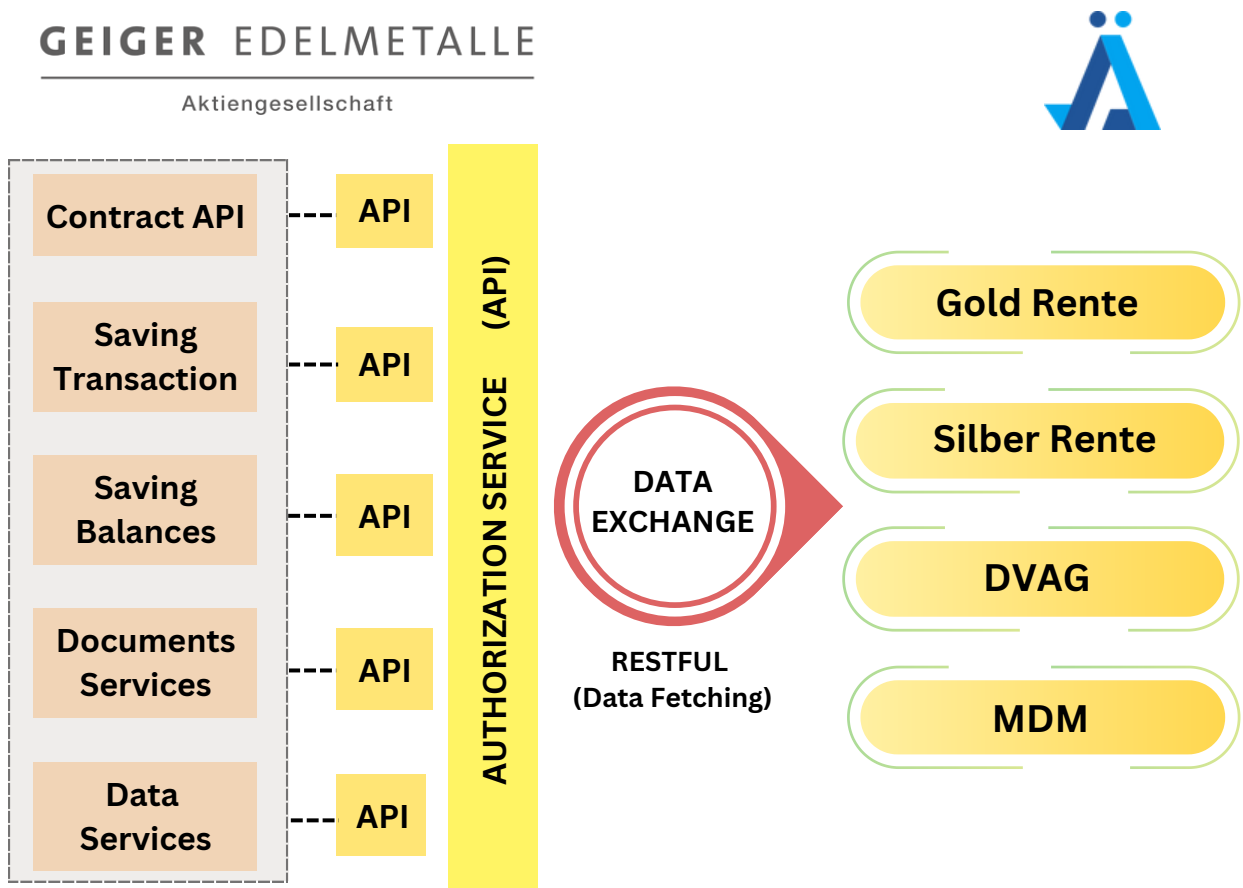 GEIGER EDELMETALLE
Aktiengesellschaft
Ä
Contract API
API
Saving
Transaction
API
Saving
Balances
API
Documents
Services
API
Data
Services
API
AUTHORIZATION SERVICE (API)
DATA
EXCHANGE
RESTFUL
(Data Fetching)
Gold Rente
Silber Rente
DVAG
MDM